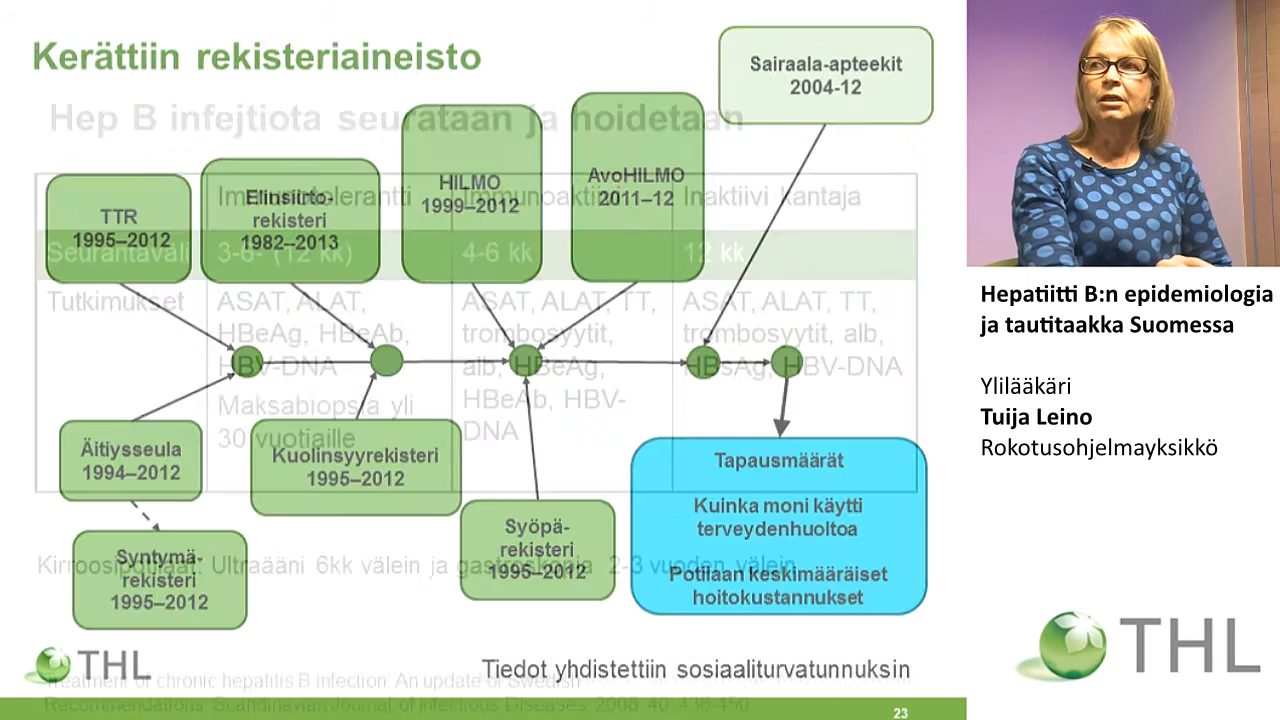 Kerättiin rekisteriaineisto
Hep B infejtiota seurataan ja hoidetaan
Sairaala-apteekit
2004-12
TTR
1995–2012
Elinsiirto-
rekisteri
1982–2013
HILMO
1999–2012
AvoHILMO
2011–12
Immunotolerantti
Immunoaktiivi
Inaktiivi kantaja
Seurantaväli
3-6- (12 kk)
4-6 kk
12 kk
Tutkimukset
ASAT, ALAT,
HBeAg, HBeAb,
HBV-DNA
Maksabiopsia yli
30 vuotiaille
ASAT, ALAT, TT,
trombosyytit,
alb, HBeAg,
HBeAb, HBV-
DNA
ASAT, ALAT, TT,
trombosyytit, alb,
HBsAg, HBV-DNA
Äitiysseula
1994–2012
Kuolinsyyrekisteri
1995–2012
Syntymä-
rekisteri
1995–2012
Syöpä-
rekisteri
1995–2012
Tapausmäärät
Kuinka moni käytti
terveydenhuoltoa
Potilaan keskimääräiset
hoitokustannukset
Kirroosipotilaat: Ultraääni 6kk välein ja gastroskopia 2-3 vuoden välein
Tiedot yhdistettiin sosiaaliturvatunnuksin
THL
Treatment of chronic hepatitis B infection: An update of Swedish
Recommendations. Scandinavian Journal of Infectious Diseases. 2008; 40: 436-450
23
Hepatiitti B:n epidemiologia
ja tautitaakka Suomessa
Ylilääkäri
Tuija Leino
Rokotusohjelmayksikkö
THL